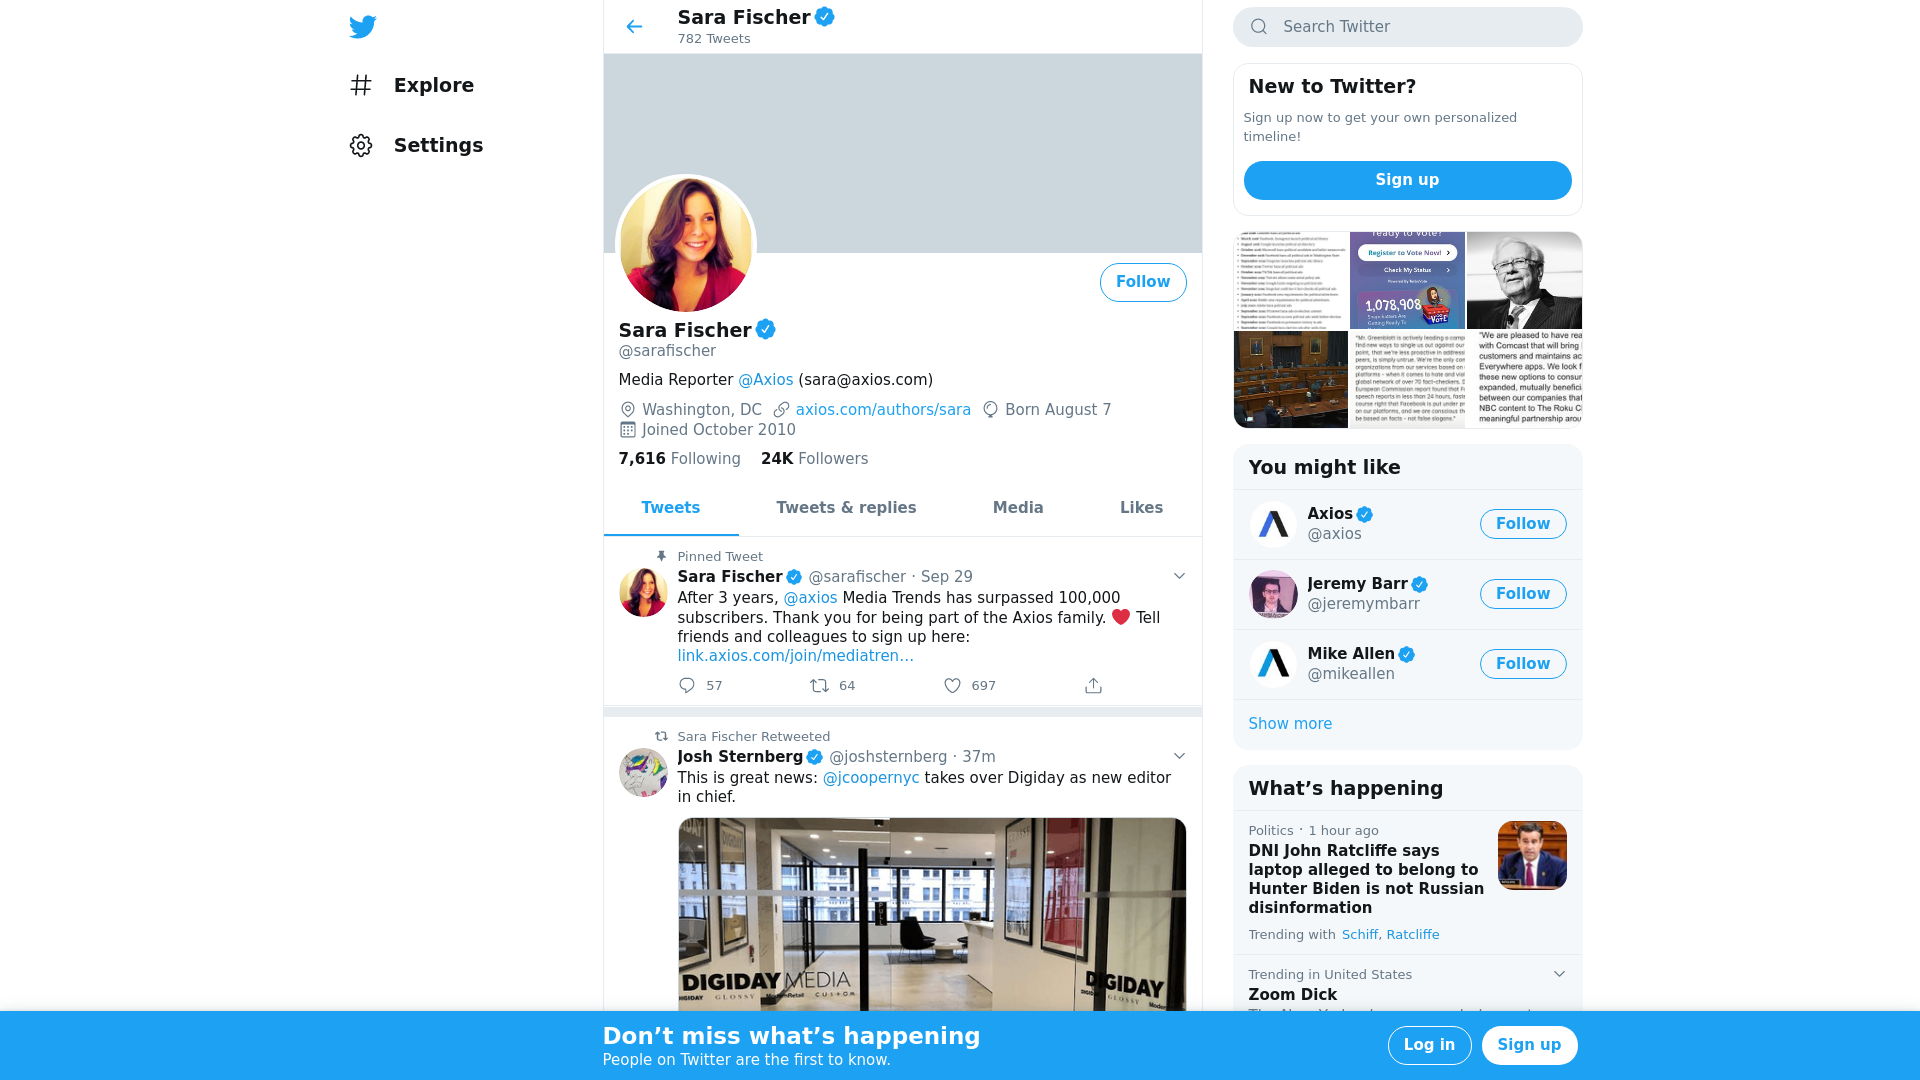 Explore
Settings
Sara Fischer
782 Tweets
Follow
Sara Fischer
@sarafischer
Media Reporter @Axios (sara@axios.com)
Washington, DC axios.com/authors/sara Born August 7
Joined October 2010
7,616 Following 24K Followers
Tweets Tweets & replies Media Likes
Pinned Tweet
Sara Fischer @sarafischer · Sep 29
After 3 years, @axios Media Trends has surpassed 100,000
subscribers. Thank you for being part of the Axios family. ❤️ Tell
friends and colleagues to sign up here:
link.axios.com/join/mediatren…
57 64 697
Sara Fischer Retweeted
Josh Sternberg @joshsternberg · 37m
This is great news: @jcoopernyc takes over Digiday as new editor
in chief.
DIGIDAY
DIGIDAY MEDIA
DIGIDAY GLOSSY ModernRetail CUSTOM
DIGIDAY
DIGIDAY GLOSSY
Search Twitter
New to Twitter?
Sign up now to get your own personalized
timeline!
Sign up
ready to vote?
Register to Vote Now!
Check My Status
1,078,908
VOTE
"We are pleased to have rea
with Comcast that will bring
customers and maintains ac
Everywhere apps. We look f
these new options to consur
expanded, mutually beneficia
between our companies that
NBC content to The Roku C
meaningful partnership arou
You might like
Axios
@axios
Follow
Jeremy Barr
@jeremymbarr
Follow
Mike Allen
@mikeallen
Follow
Show more
What's happening
Politics · 1 hour ago
DNI John Ratcliffe says
laptop alleged to belong to
Hunter Biden is not Russian
disinformation
Trending with Schiff, Ratcliffe
Trending in United States
Zoom Dick
Don't miss what's happening
People on Twitter are the first to know.
Log in
Sign up